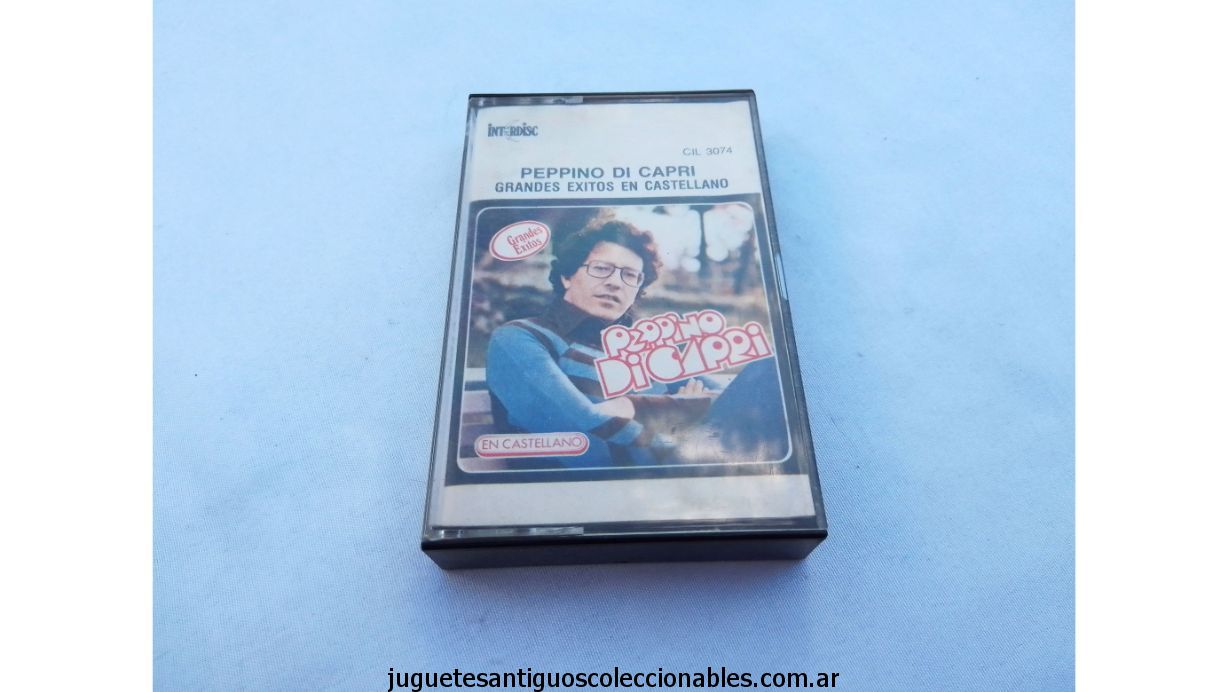 INTERDISC
CIL 3074
PEPPINO DI CAPRI
GRANDES EXITOS EN CASTELLANO
Grandes
Exitos
PEPPINO
Di CAPRi
EN CASTELLANO
juguetesantiguoscoleccionables.com.ar